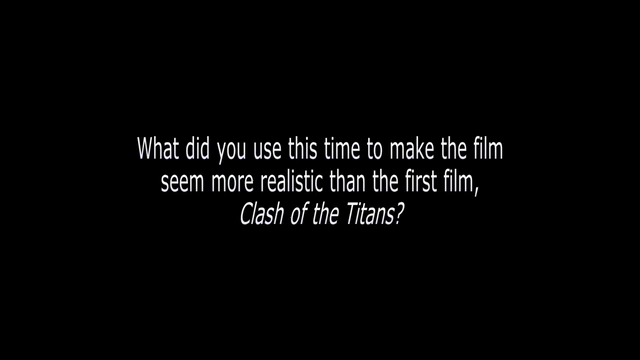 What did you use this time to make the film
seem more realistic than the first film,
Clash of the Titans?